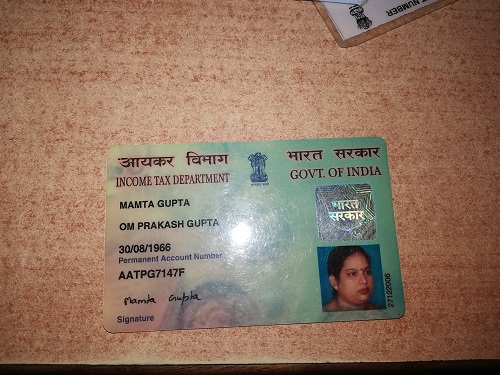 NUMBER
आयकर विभाग
भारत सरकार
INCOME TAX DEPARTMENT
GOVT. OF INDIA
MAMTA GUPTA
OM PRAKASH GUPTA
भारत
सरकार
30/08/1966
Permanent Account Number
AATPG7147F
Mamta Gupta
Signature
27122006